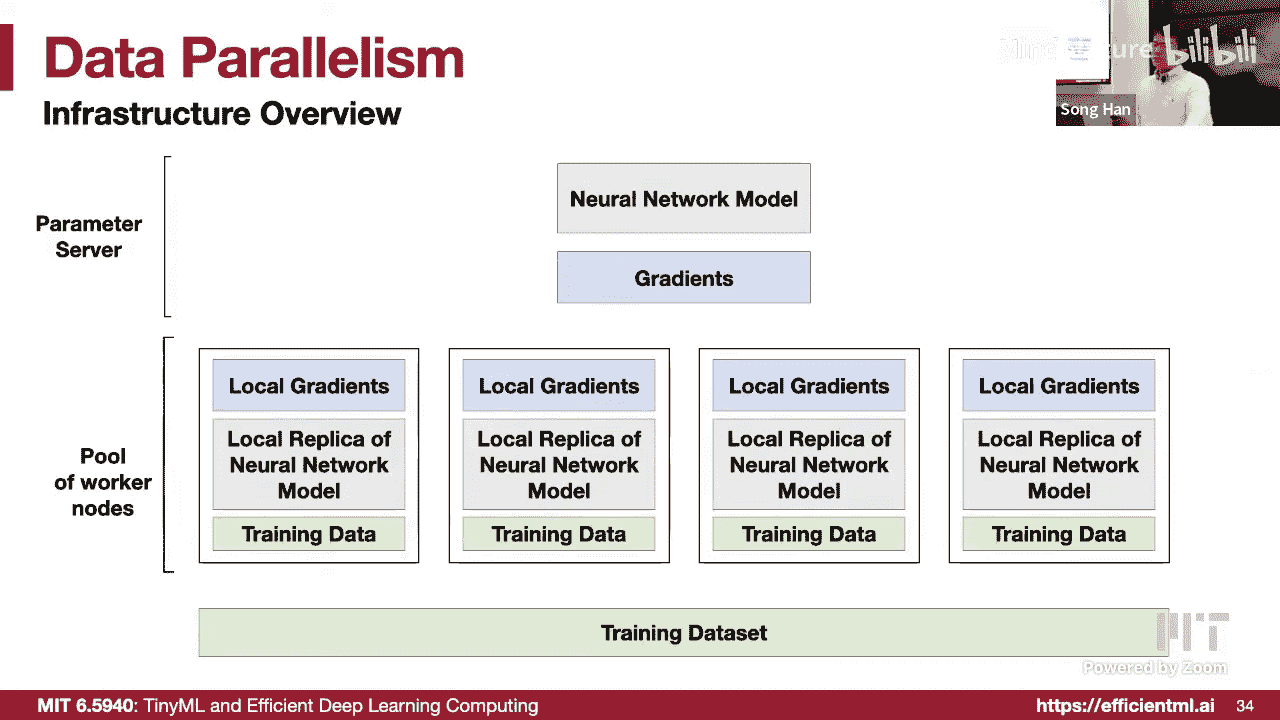 Data Parallelism
Infrastructure Overview
bilibili
Song Han
Parameter
Server
Neural Network Model
Gradients
Pool
of worker
nodes
Local Gradients
Local Replica of
Neural Network
Model
Training Data
Local Gradients
Local Replica of
Neural Network
Model
Training Data
Local Gradients
Local Replica of
Neural Network
Model
Training Data
Local Gradients
Local Replica of
Neural Network
Model
Training Data
Training Dataset
MIT
Powered by Zoom
MIT 6.5940: TinyML and Efficient Deep Learning Computing
https://efficientml.ai
34